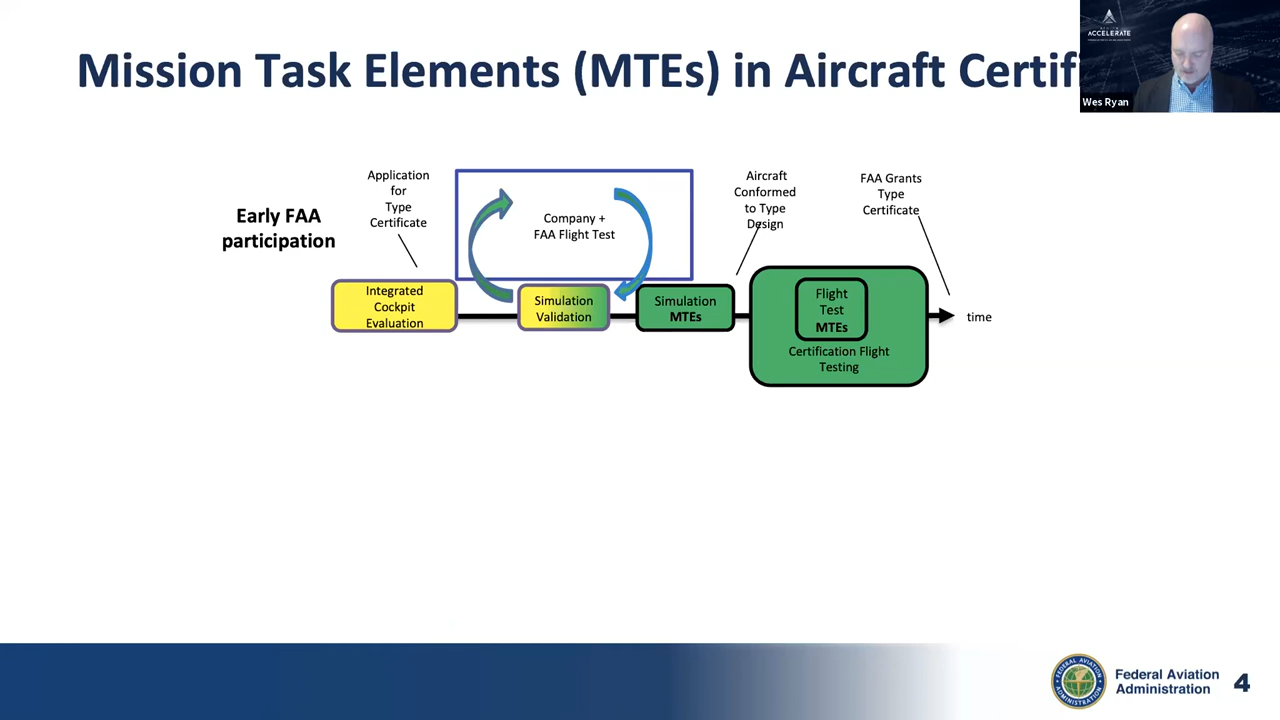 Mission Task Elements (MTEs) in Aircraft Certifi
ACCELERATE
Wes Ryan
Early FAA
participation
Application
for
Type
Certificate
Company +
FAA Flight Test
Aircraft
Conformed
to Type
Design
FAA Grants
Type
Certificate
Integrated
Cockpit
Evaluation
Simulation
Validation
Simulation
MTEs
Flight
Test
MTEs
Certification Flight
Testing
time
Federal Aviation
Administration
4